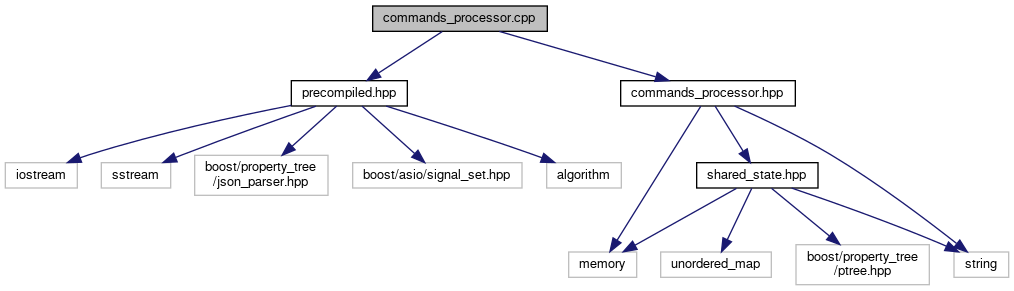 commands_processor.cpp
precompiled.hpp
commands_processor.hpp
iostream
sstream
boost/property_tree
/json_parser.hpp
boost/asio/signal_set.hpp
algorithm
shared_state.hpp
memory
unordered_map
boost/property_tree
/ptree.hpp
string